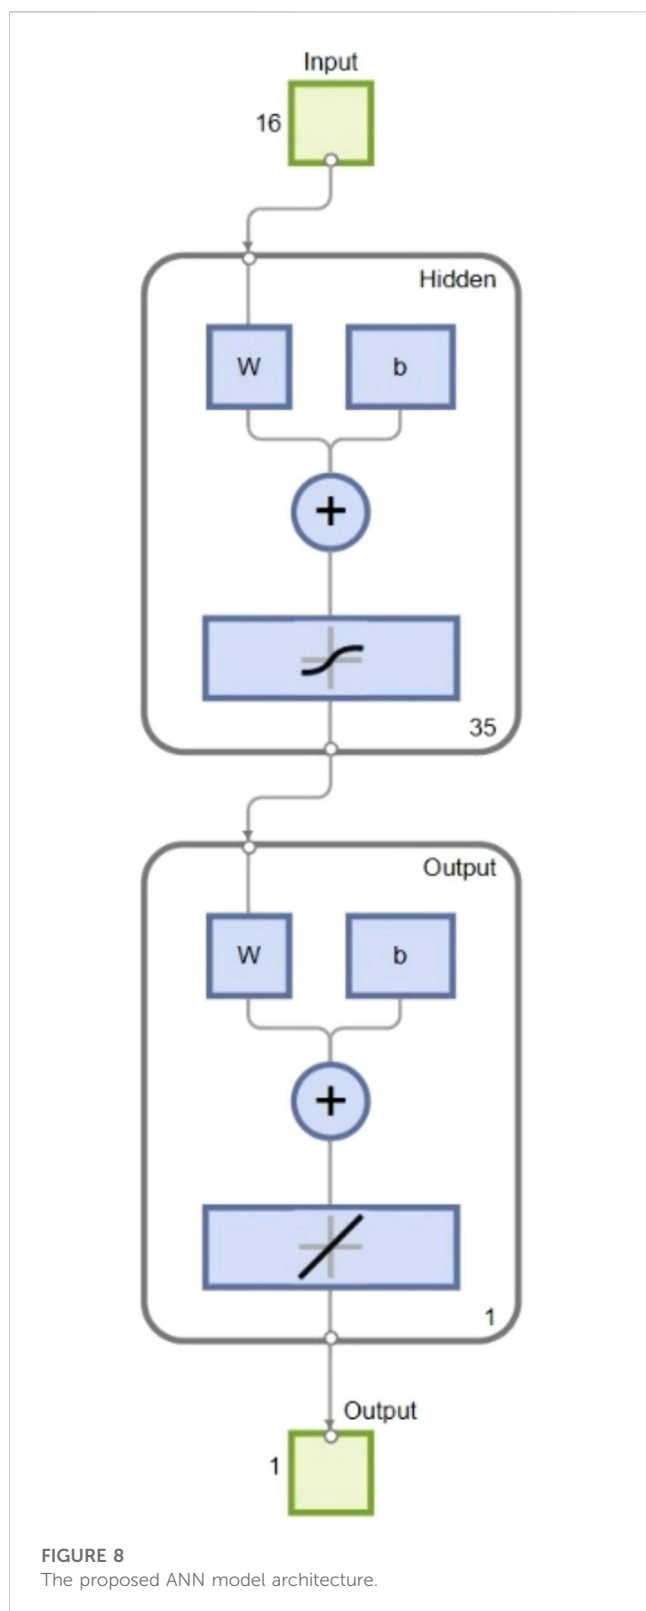 Input
16
Hidden
W b
+
35
Output
W b
+
1
Output
1
FIGURE 8
The proposed ANN model architecture.